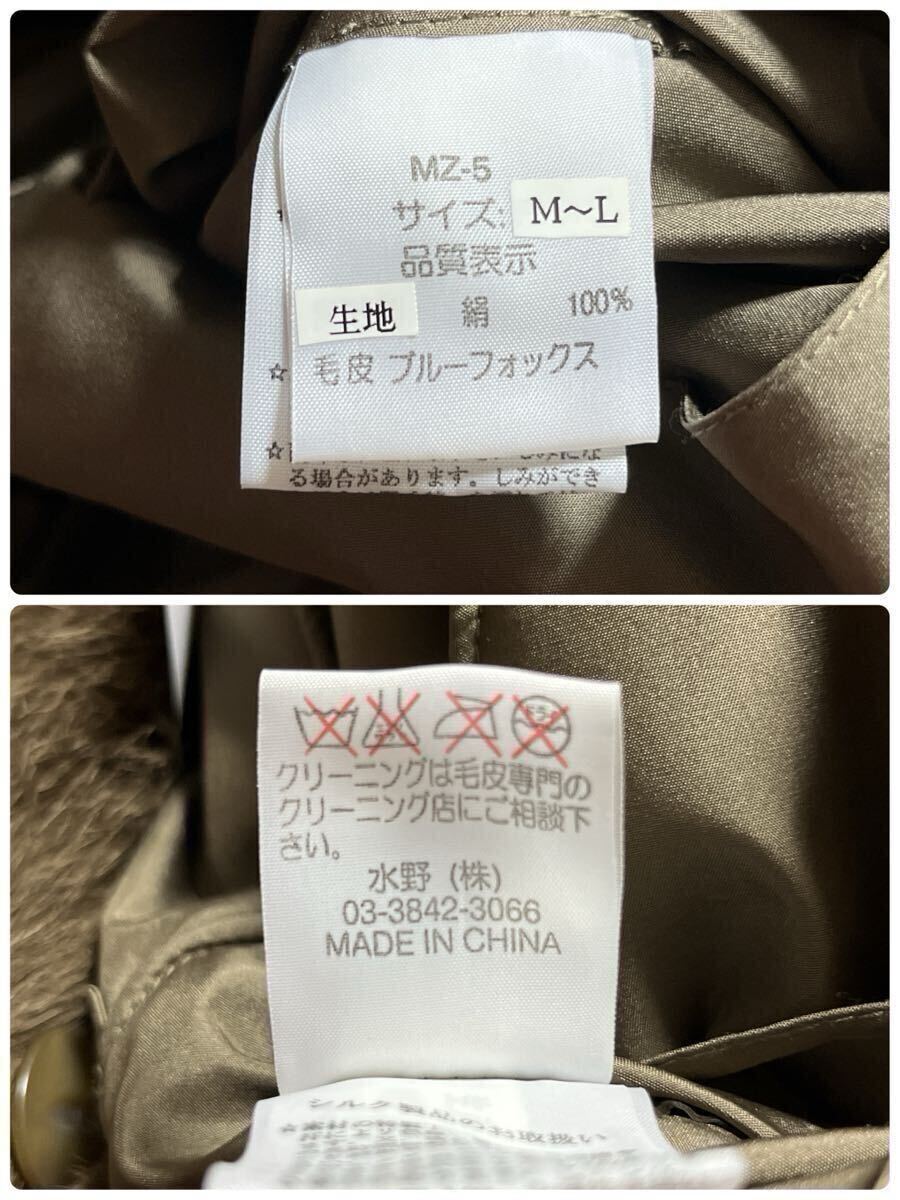 MZ-5
サイズ: M〜L
品質表示
生地 絹 100%
☆
毛皮 ブルーフォックス
☆
る場合があります。しみができ
クリーニングは毛皮専門の
クリーニング店にご相談下
さい。
水野 (株)
03-3842-3066
MADE IN CHINA
シルク製品のお取扱い